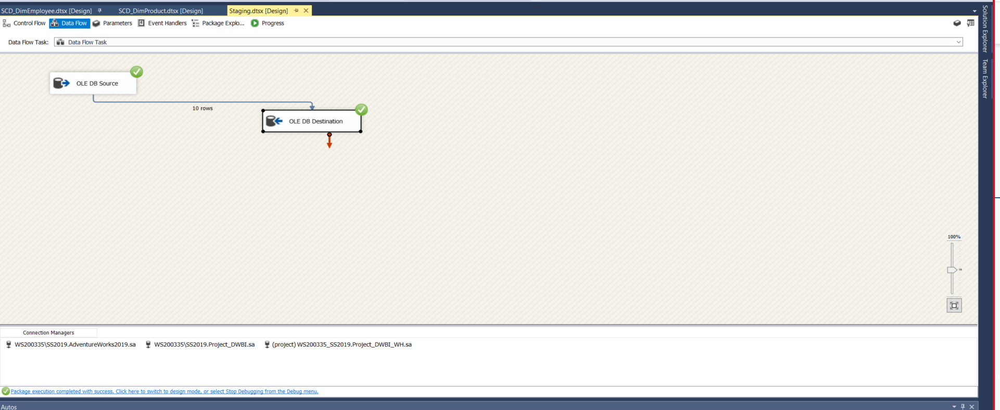 SCD_DimEmployee.dtsx [Design] SCD_DimProduct.dtsx [Design] Staging.dtsx [Design]
Control Flow Data Flow Parameters Event Handlers Package Explo... Progress
Data Flow Task: Data Flow Task
OLE DB Source
10 rows
OLE DB Destination
100%
Connection Managers
WS200335\SS2019.AdventureWorks2019.sa WS200335\SS2019.Project_DWBI.sa (project) WS200335_SS2019.Project_DWBI_WH.sa
Package execution completed with success. Click here to switch to design mode, or select Stop Debugging from the Debug menu.
Autos
Solution Explorer
Team Explorer